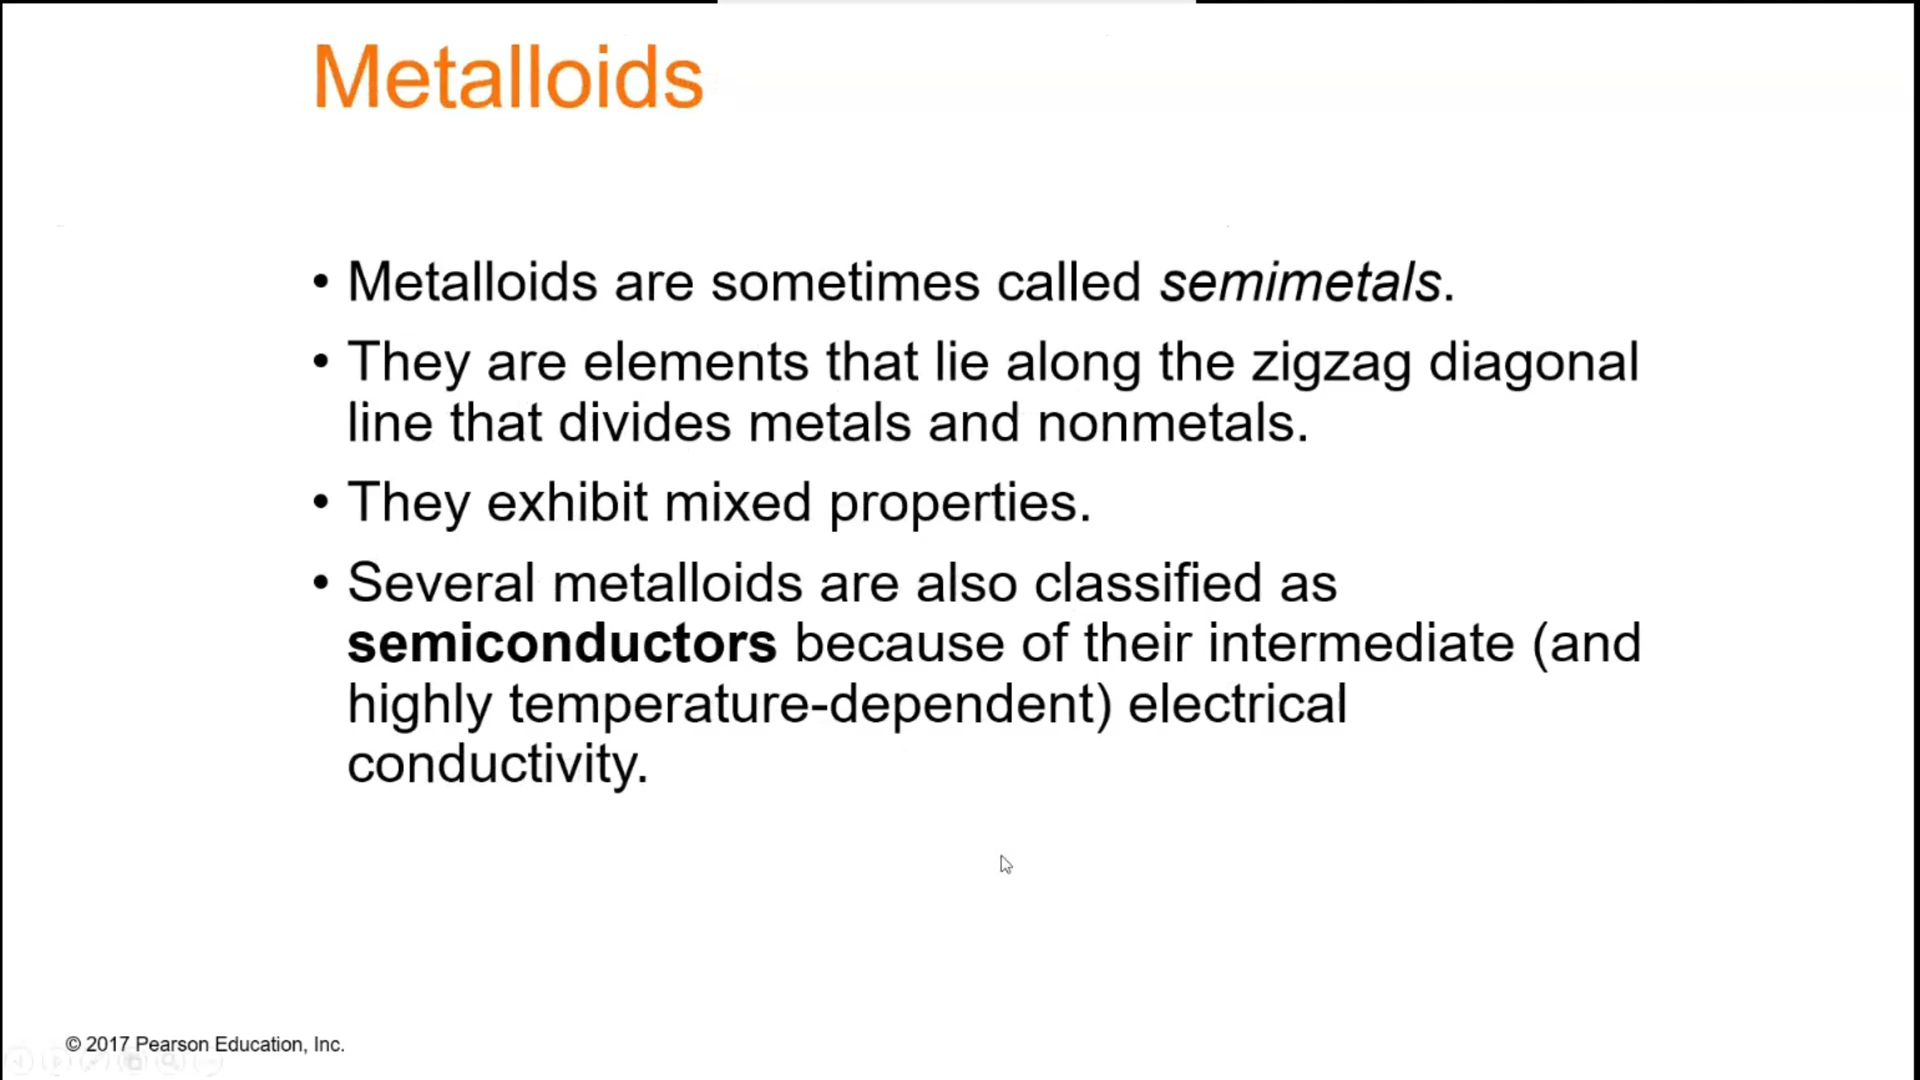 Metalloids
• Metalloids are sometimes called semimetals.
• They are elements that lie along the zigzag diagonal
line that divides metals and nonmetals.
• They exhibit mixed properties.
• Several metalloids are also classified as
semiconductors because of their intermediate (and
highly temperature-dependent) electrical
conductivity.
© 2017 Pearson Education, Inc.